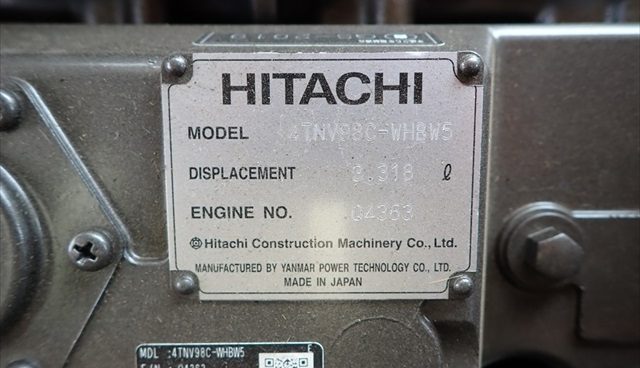 HITACHI
MODEL 4TNV98C-WHBW5
DISPLACEMENT 3.318 ℓ
ENGINE NO. 04363
Hitachi Construction Machinery Co., Ltd.
MANUFACTURED BY YANMAR POWER TECHNOLOGY CO., LTD.
MADE IN JAPAN
MDL :4TNV98C-WHBW5